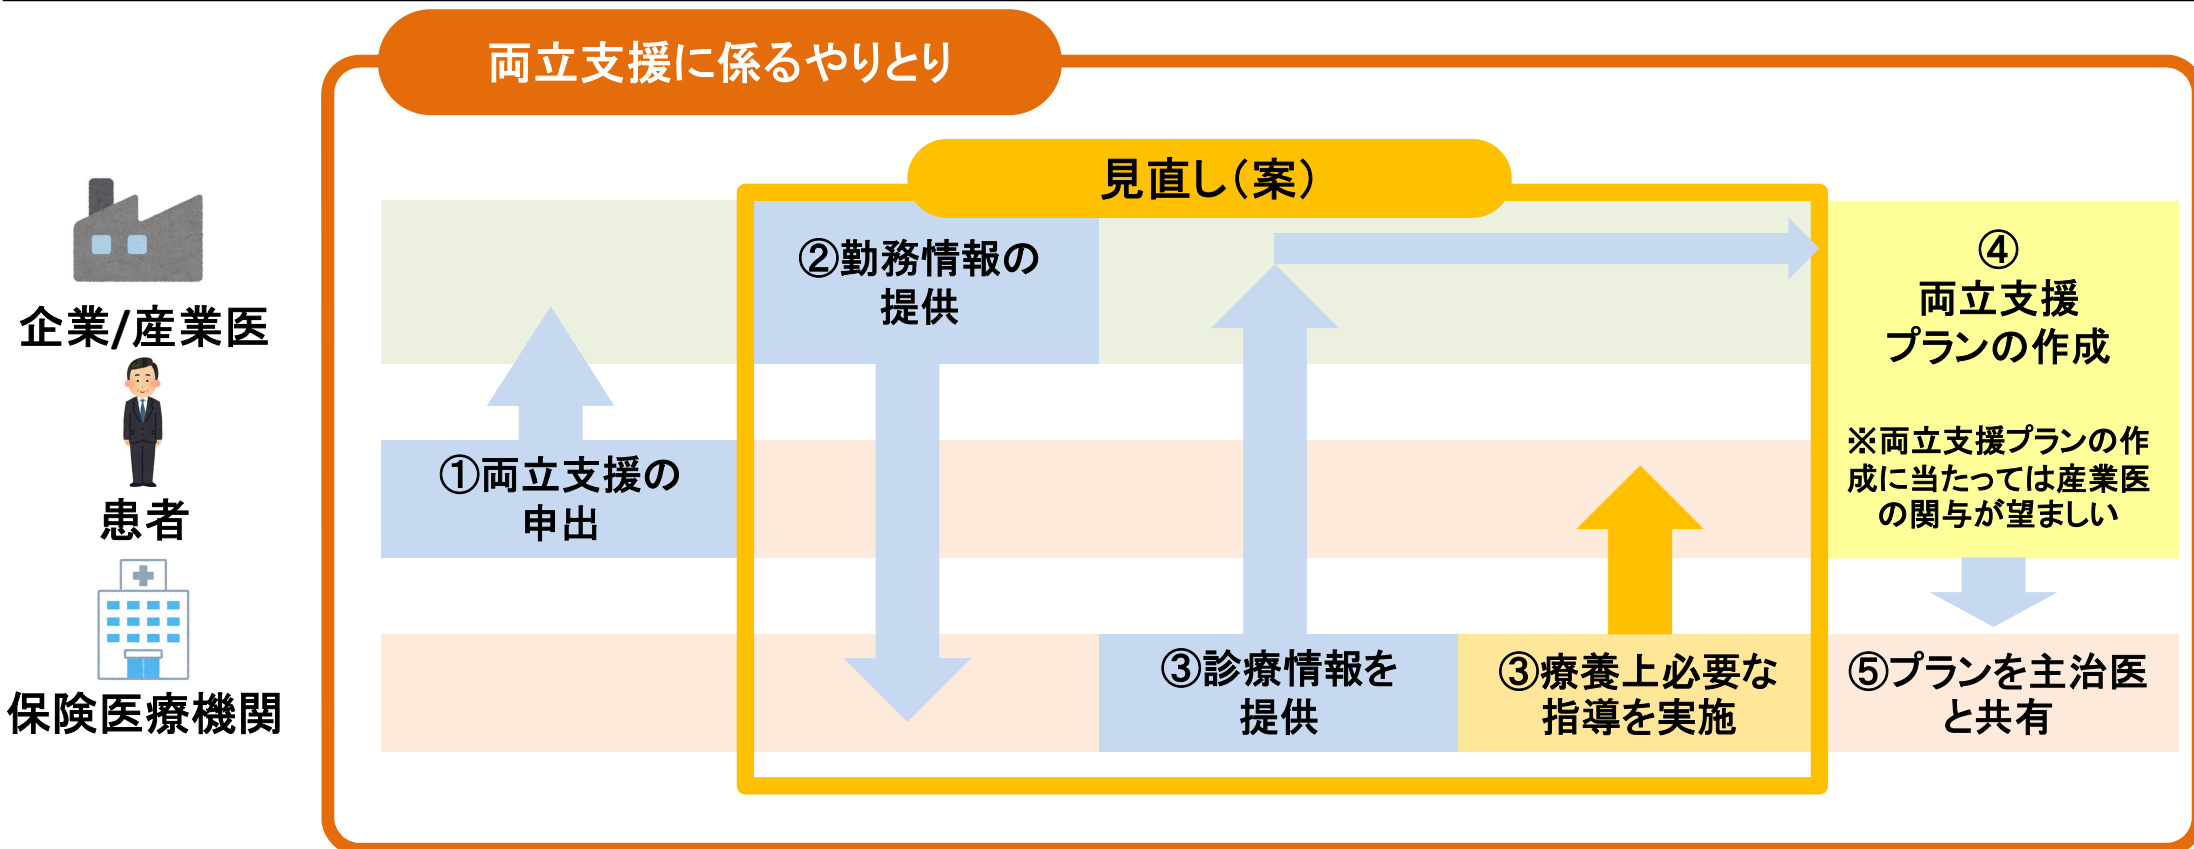 両立支援に係るやりとり
見直し（案）
企業/産業医
患者
保険医療機関
①両立支援の
申出
②勤務情報の
提供
③診療情報を
提供
③療養上必要な
指導を実施
④
両立支援
プランの作成
※両立支援プランの作
成に当たっては産業医
の関与が望ましい
⑤プランを主治医
と共有